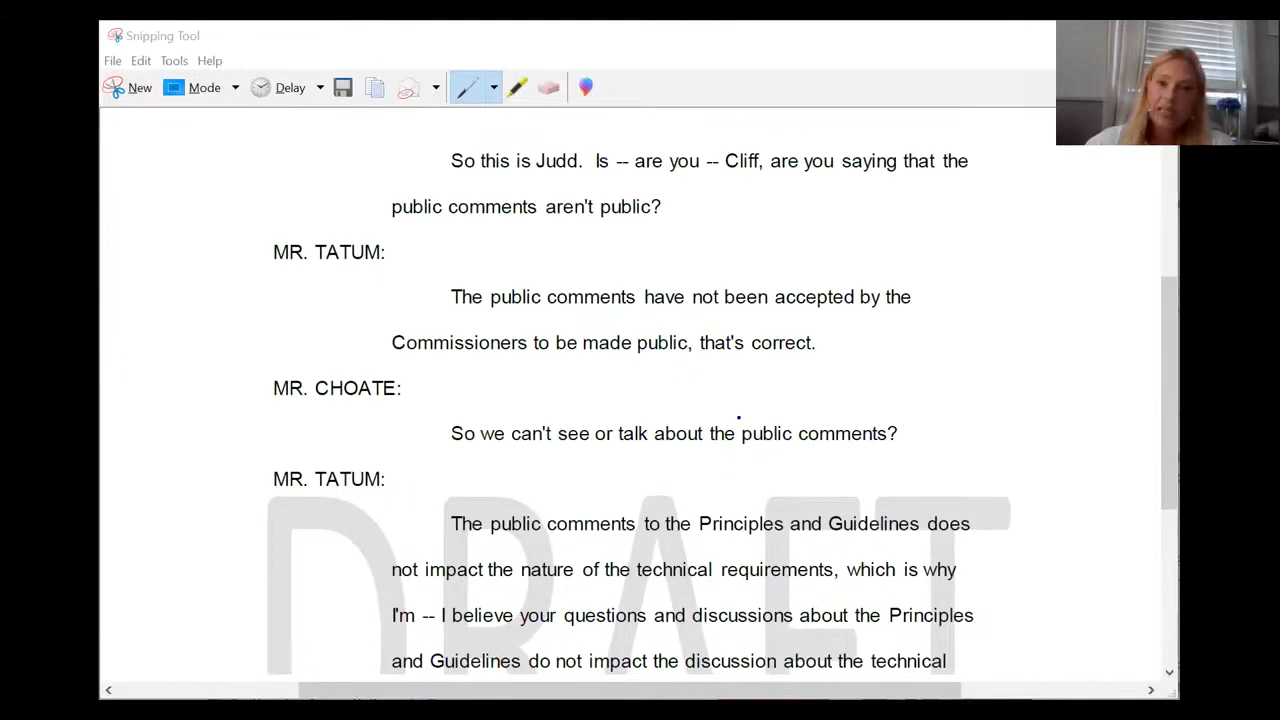 Snipping Tool
File Edit Tools Help
New Mode Delay
So this is Judd. Is -- are you -- Cliff, are you saying that the
public comments aren't public?
MR. TATUM:
The public comments have not been accepted by the
Commissioners to be made public, that's correct.
MR. CHOATE:
So we can't see or talk about the public comments?
MR. TATUM:
The public comments to the Principles and Guidelines does
not impact the nature of the technical requirements, which is why
I'm -- I believe your questions and discussions about the Principles
and Guidelines do not impact the discussion about the technical
DRAFT